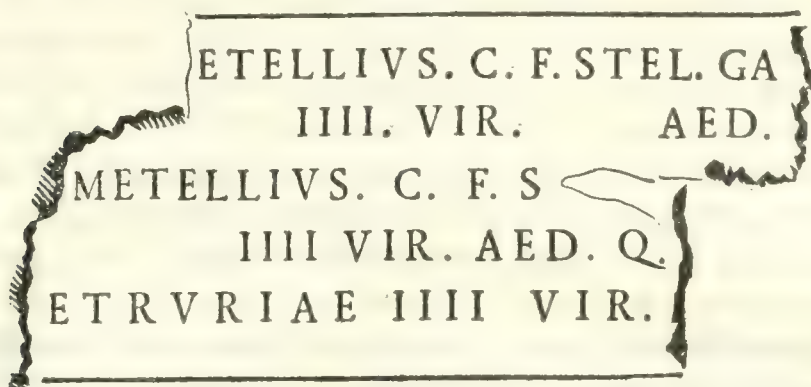 ETELLIVS. C. F. STEL. GA
IIII. VIR. AED.
METELLIVS. C. F. S
IIII VIR. AED. Q.
ETRVRIAE IIII VIR.